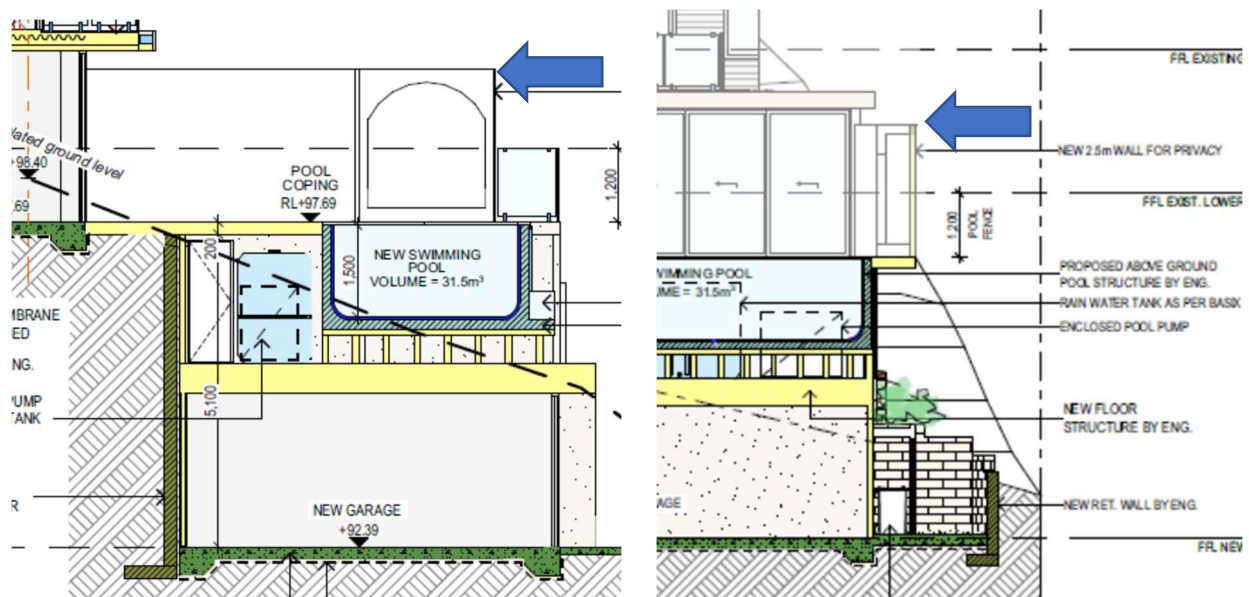 lated ground level
+98.40
.69
POOL
COPING
RL+97.69
1,200
200
1,500
NEW SWIMMING
POOL
VOLUME = 31.5m³
MBRANE
ED
NG.
PUMP
TANK
5,100
R
NEW GARAGE
+92.39
FFL EXISTING
NEW 2.5m WALL FOR PRIVACY
FFL EXIST. LOWER
1,200
POOL
FENCE
WIMMING POOL
UME = 31.5m³
PROPOSED ABOVE GROUND
POOL STRUCTURE BY ENG.
RAIN WATER TANK AS PER BASIX
ENCLOSED POOL PUMP
NEW FLOOR
STRUCTURE BY ENG.
AGE
NEW RET. WALL BY ENG.
FFL NEW